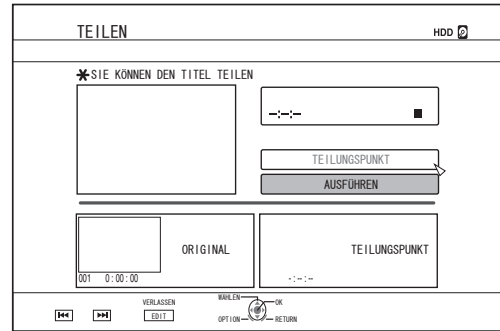 TEILEN
HDD
SIE KÖNNEN DEN TITEL TEILEN
--:--:--
TEILUNGSPUNKT
AUSFÜHREN
ORIGINAL
001 0:00:00
TEILUNGSPUNKT
-:--:--
VERLASSEN
EDIT
WAHLEN
OK
OPTION
RETURN